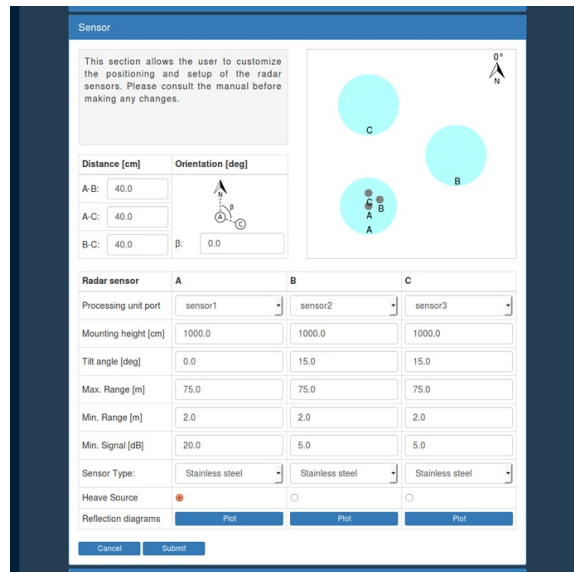 Sensor
This section allows the user to customize
the positioning and setup of the radar
sensors. Please consult the manual before
making any changes.
0°
N
C
B
C
B
A
A
Distance [cm] Orientation [deg]
A-B: 40.0
N
A-C: 40.0
β
A
C
B-C: 40.0 β: 0.0
Radar sensor A B C
Processing unit port sensor1 sensor2 sensor3
Mounting height [cm] 1000.0 1000.0 1000.0
Tilt angle [deg] 0.0 15.0 15.0
Max. Range [m] 75.0 75.0 75.0
Min. Range [m] 2.0 2.0 2.0
Min. Signal [dB] 20.0 5.0 5.0
Sensor Type: Stainless steel Stainless steel Stainless steel
Heave Source
Reflection diagrams Plot Plot Plot
Cancel Submit